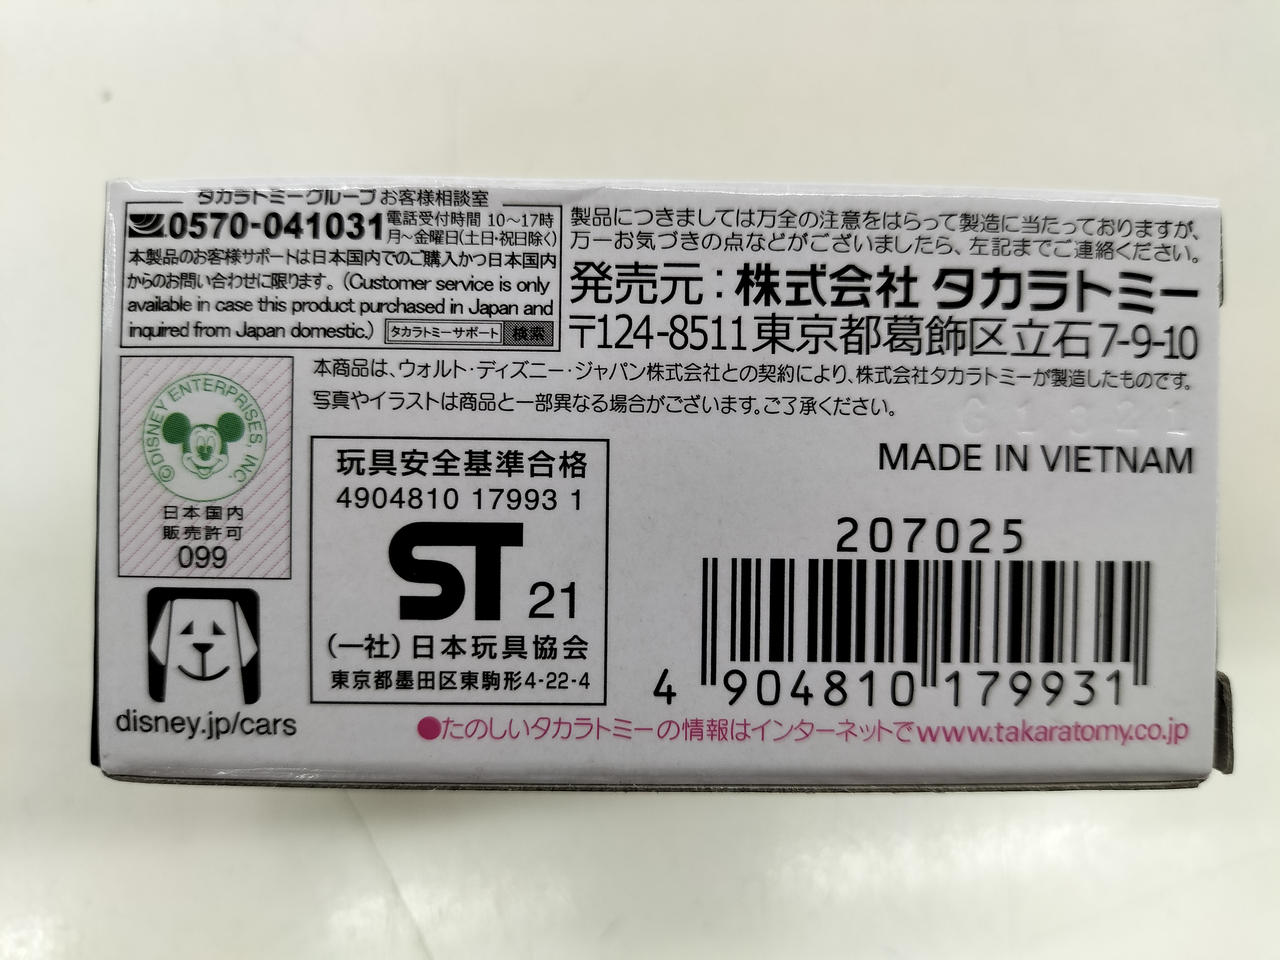 タカラトミーグループ お客様相談室
0570-041031 電話受付時間 10〜17時
月〜金曜日(土日・祝日除く)
本製品のお客様サポートは日本国内でのご購入かつ日本国内
からのお問い合わせに限ります。(Customer service is only
available in case this product purchased in Japan and
inquired from Japan domestic.) タカラトミーサポート 検索
製品につきましては万全の注意をはらって製造に当たっておりますが、
万一お気づきの点などがございましたら、左記までご連絡ください。
発売元：株式会社 タカラトミー
〒124-8511 東京都葛飾区立石7-9-10
本商品は、ウォルト・ディズニー・ジャパン株式会社との契約により、株式会社タカラトミーが製造したものです。
写真やイラストは商品と一部異なる場合がございます。ご了承ください。
©DISNEY ENTERPRISES, INC.
日本国内
販売許可
099
disney.jp/cars
玩具安全基準合格
4904810 17993 1
ST 21
(一社)日本玩具協会
東京都墨田区東駒形4-22-4
MADE IN VIETNAM
207025
4 904810 179931
●たのしいタカラトミーの情報はインターネットで www.takaratomy.co.jp